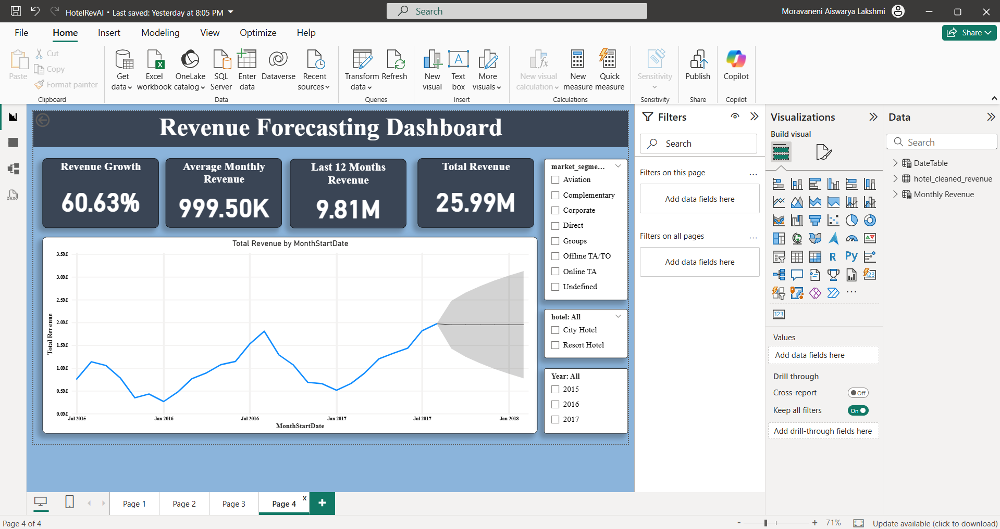 HotelRevAI • Last saved: Yesterday at 8:05 PM
Search
Moravaneni Aiswarya Lakshmi
File Home Insert Modeling View Optimize Help
Share
Paste
Cut
Copy
Format painter
Clipboard
Get data
Excel workbook
OneLake catalog
SQL Server
Enter data
Dataverse
Recent sources
Data
Transform data
Refresh
Queries
New visual
Text box
More visuals
Insert
New visual calculation
New measure
Quick measure
Calculations
Sensitivity
Sensitivity
Publish
Share
Copilot
Copilot
DAX
Revenue Forecasting Dashboard
Revenue Growth
60.63%
Average Monthly
Revenue
999.50K
Last 12 Months
Revenue
9.81M
Total Revenue
25.99M
Total Revenue by MonthStartDate
Total Revenue
3.5M
3.0M
2.5M
2.0M
1.5M
1.0M
0.5M
0.0M
Jul 2015 Jan 2016 Jul 2016 Jan 2017 Jul 2017 Jan 2018
MonthStartDate
market_segme...
Aviation
Complementary
Corporate
Direct
Groups
Offline TA/TO
Online TA
Undefined
hotel: All
City Hotel
Resort Hotel
Year: All
2015
2016
2017
Filters
Search
Filters on this page ...
Add data fields here
Filters on all pages ...
Add data fields here
Visualizations
Build visual
R Py
123
123
Values
Add data fields here
Drill through
Cross-report Off
Keep all filters On
Add drill-through fields here
Data
Search
DateTable
hotel_cleaned_revenue
Monthly Revenue
Page 1 Page 2 Page 3 Page 4 x +
Page 4 of 4
- + 71%
Update available (click to download)